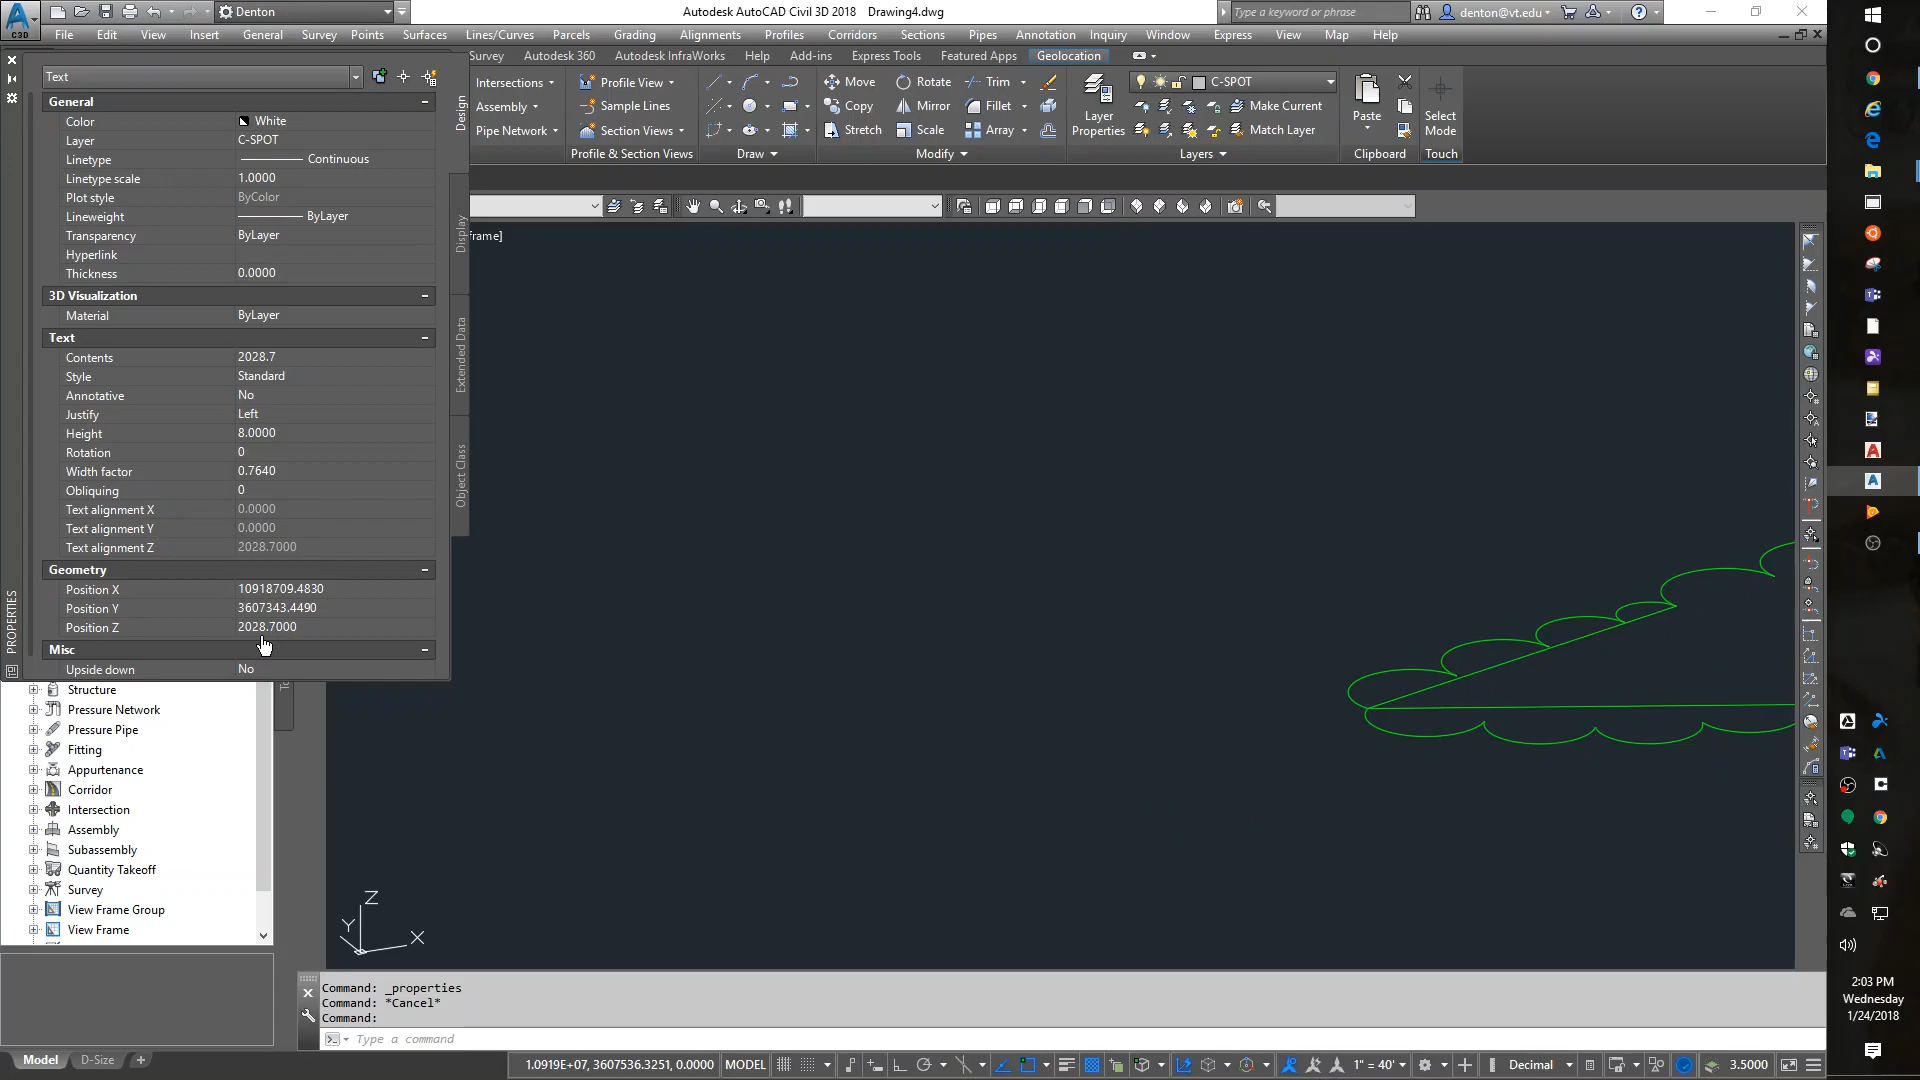 Denton
Autodesk AutoCAD Civil 3D 2018 Drawing4.dwg
Type a keyword or phrase
denton@vt.edu
C3D
File Edit View Insert General Survey Points Surfaces Lines/Curves Parcels Grading Alignments Profiles Corridors Sections Pipes Annotation Inquiry Window Express View Map Help
Survey Autodesk 360 Autodesk InfraWorks Help Add-ins Express Tools Featured Apps Geolocation
Intersections
Assembly
Pipe Network
Profile View
Sample Lines
Section Views
Profile & Section Views
Draw
Move Rotate Trim
Copy Mirror Fillet
Stretch Scale Array
Modify
Layer
Properties
C-SPOT
Make Current
Match Layer
Layers
Paste
Clipboard
Select
Mode
Touch
Text
General
Color White
Layer C-SPOT
Linetype Continuous
Linetype scale 1.0000
Plot style ByColor
Lineweight ByLayer
Transparency ByLayer
Hyperlink
Thickness 0.0000
3D Visualization
Material ByLayer
Text
Contents 2028.7
Style Standard
Annotative No
Justify Left
Height 8.0000
Rotation 0
Width factor 0.7640
Obliquing 0
Text alignment X 0.0000
Text alignment Y 0.0000
Text alignment Z 2028.7000
Geometry
Position X 10918709.4830
Position Y 3607343.4490
Position Z 2028.7000
Misc
Upside down No
PROPERTIES
Design
Display
Extended Data
Object Class
frame]
Structure
Pressure Network
Pressure Pipe
Fitting
Appurtenance
Corridor
Intersection
Assembly
Subassembly
Quantity Takeoff
Survey
View Frame Group
View Frame
Z
Y
X
Command: _properties
Command: *Cancel*
Command:
Type a command
Model D-Size
1.0919E+07, 3607536.3251, 0.0000 MODEL 1" = 40' Decimal 3.5000
2:03 PM
Wednesday
1/24/2018